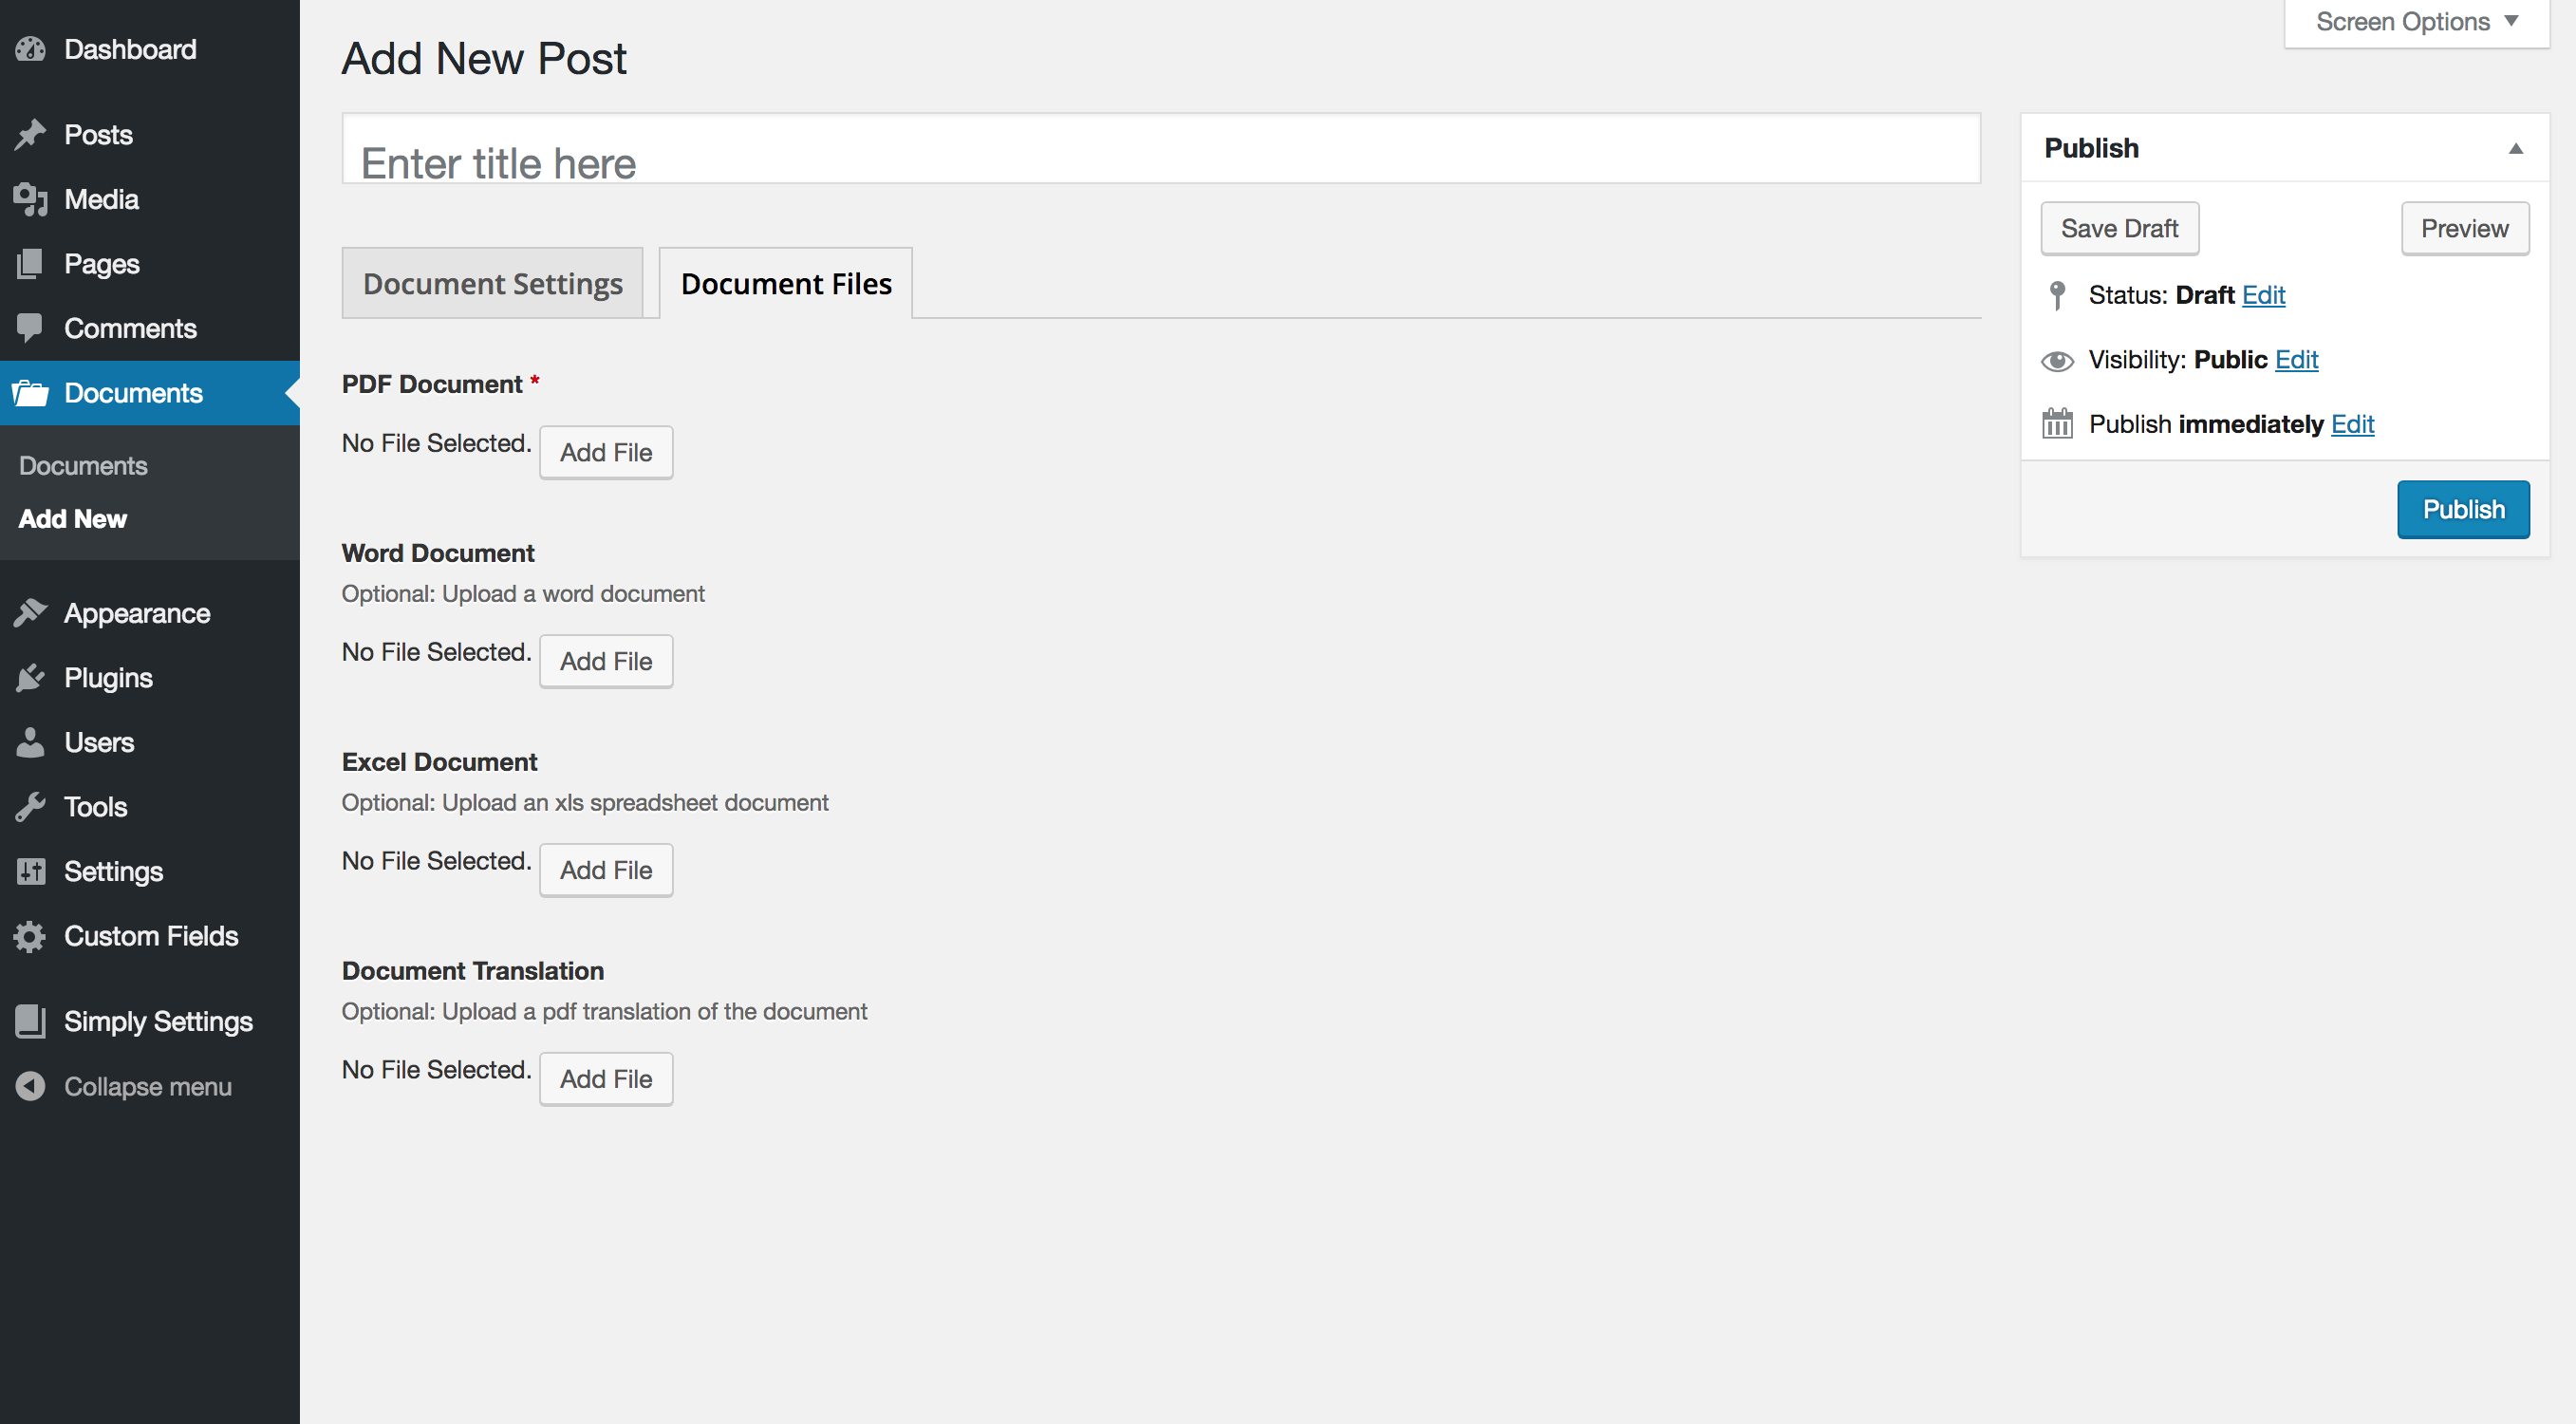 Dashboard
Posts
Media
Pages
Comments
Documents
Documents
Add New
Appearance
Plugins
Users
Tools
Settings
Custom Fields
Simply Settings
Collapse menu
Screen Options
Add New Post
Enter title here
Document Settings
Document Files
PDF Document *
No File Selected. Add File
Word Document
Optional: Upload a word document
No File Selected. Add File
Excel Document
Optional: Upload an xls spreadsheet document
No File Selected. Add File
Document Translation
Optional: Upload a pdf translation of the document
No File Selected. Add File
Publish
Save Draft Preview
Status: Draft Edit
Visibility: Public Edit
Publish immediately Edit
Publish